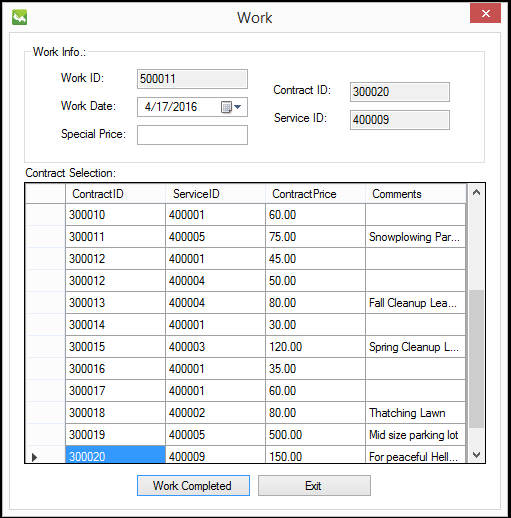 Work
Work Info.:
Work ID: 500011
Contract ID: 300020
Work Date: 4/17/2016
Service ID: 400009
Special Price:
Contract Selection:
ContractID ServiceID ContractPrice Comments
300010 400001 60.00
300011 400005 75.00 Snowplowing Par...
300012 400001 45.00
300012 400004 50.00
300013 400004 80.00 Fall Cleanup Lea...
300014 400001 30.00
300015 400003 120.00 Spring Cleanup L...
300016 400001 35.00
300017 400001 60.00
300018 400002 80.00 Thatching Lawn
300019 400005 500.00 Mid size parking lot
300020 400009 150.00 For peaceful Hell...
Work Completed Exit